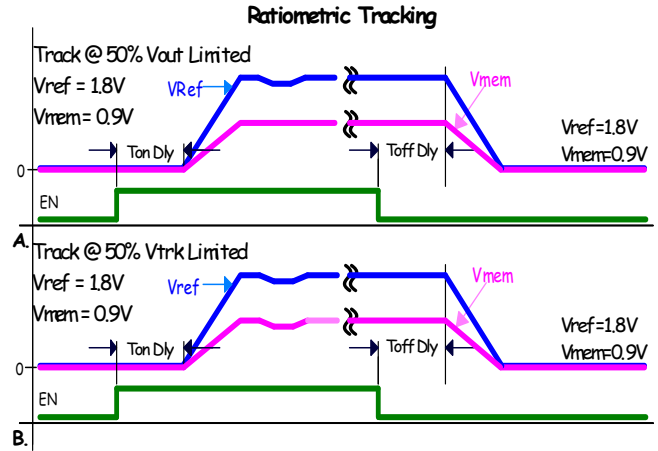 Ratiometric Tracking
Track @ 50% Vout Limited
Vref = 1.8V
Vmem = 0.9V
VRef
Vmem
Vref=1.8V
Vmem=0.9V
Ton Dly
Toff Dly
0
EN
A.
Track @ 50% Vtrk Limited
Vref = 1.8V
Vmem = 0.9V
Vref
Vmem
Vref=1.8V
Vmem=0.9V
Ton Dly
Toff Dly
0
EN
B.